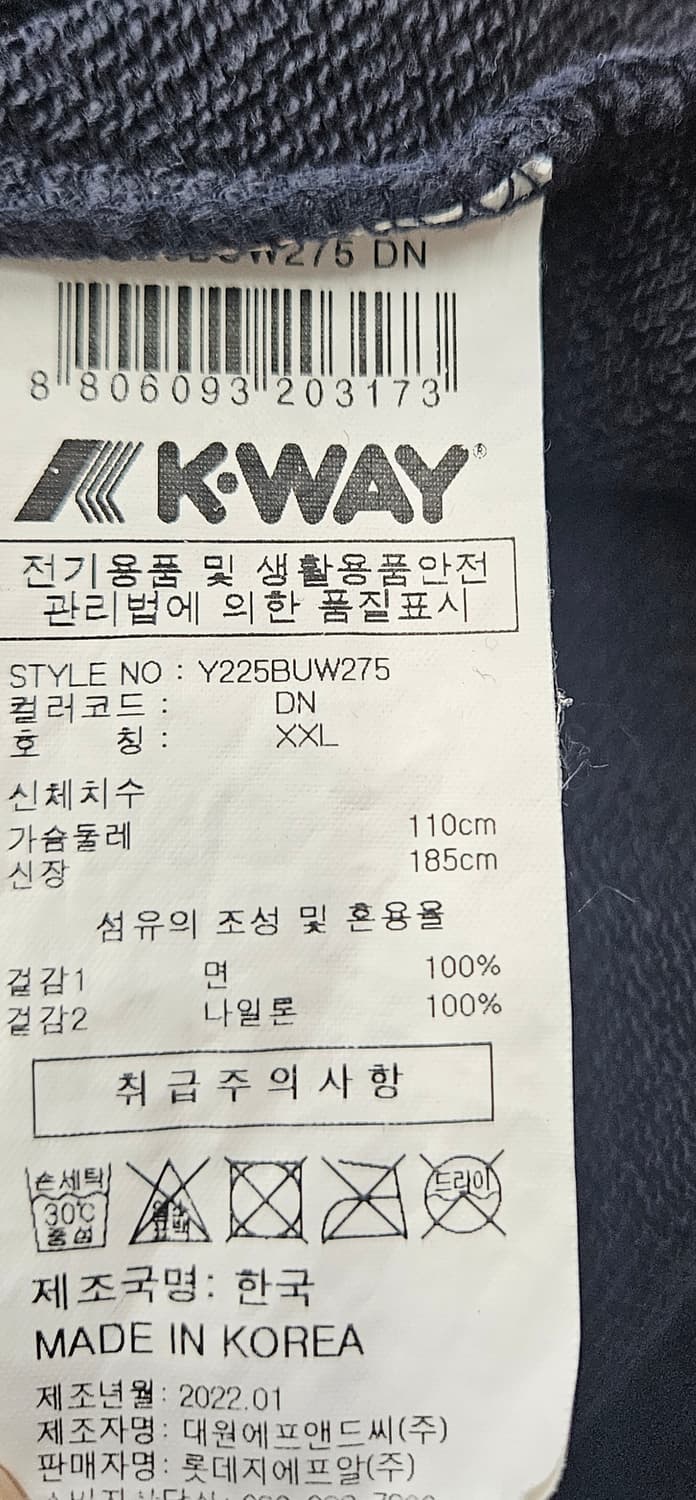 BUW275 DN
8 806093 203173
K·WAY®
전기용품 및 생활용품안전
관리법에 의한 품질표시
STYLE NO : Y225BUW275
컬러코드 : DN
호 칭 : XXL
신체치수
가슴둘레 110cm
신장 185cm
섬유의 조성 및 혼용율
겉감1 면 100%
겉감2 나일론 100%
취급주의사항
손세탁 30℃ 중성
염소 표백
드라이
제조국명: 한국
MADE IN KOREA
제조년월: 2022.01
제조자명: 대원에프앤드씨(주)
판매자명: 롯데지에프알(주)